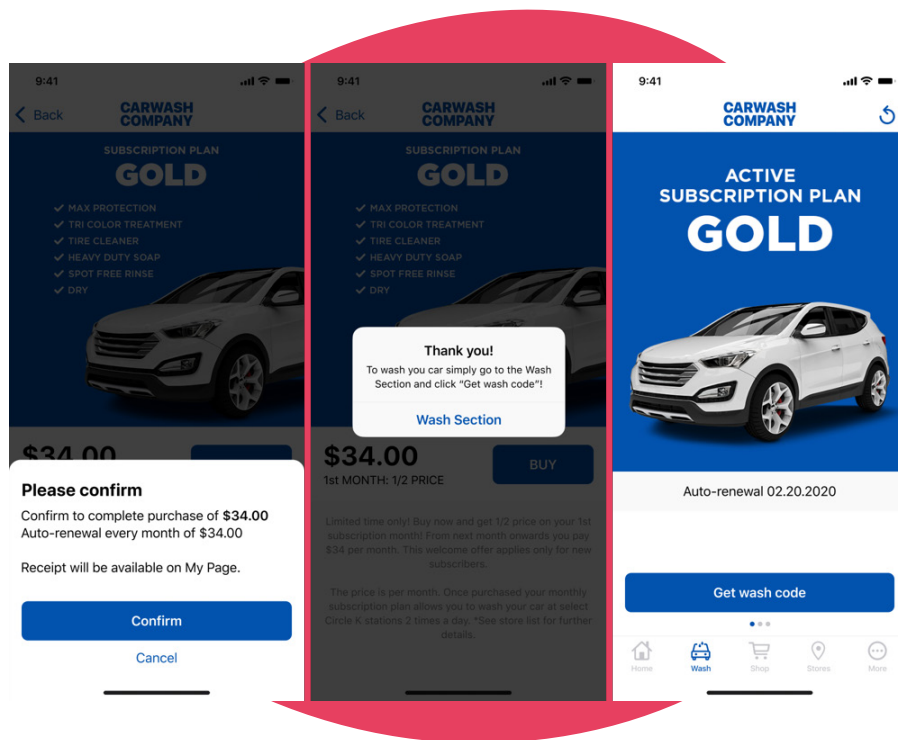 9:41
Back
CARWASH
COMPANY
SUBSCRIPTION PLAN
GOLD
MAX PROTECTION
TRI COLOR TREATMENT
TIRE CLEANER
HEAVY DUTY SOAP
SPOT FREE RINSE
DRY
$34.00
Please confirm
Confirm to complete purchase of $34.00
Auto-renewal every month of $34.00
Receipt will be available on My Page.
Confirm
Cancel
9:41
Back
CARWASH
COMPANY
SUBSCRIPTION PLAN
GOLD
MAX PROTECTION
TRI COLOR TREATMENT
TIRE CLEANER
HEAVY DUTY SOAP
SPOT FREE RINSE
DRY
Thank you!
To wash you car simply go to the Wash
Section and click “Get wash code”!
Wash Section
$34.00
1st MONTH: 1/2 PRICE
BUY
Limited time only! Buy now and get 1/2 price on your 1st
subscription month! From next month onwards you pay
$34 per month. This welcome offer applies only for new
subscribers.
The price is per month. Once purchased your monthly
subscription plan allows you to wash your car at select
Circle K stations 2 times a day. *See store list for further
details.
9:41
CARWASH
COMPANY
ACTIVE
SUBSCRIPTION PLAN
GOLD
Auto-renewal 02.20.2020
Get wash code
Home
Wash
Shop
Stores
More